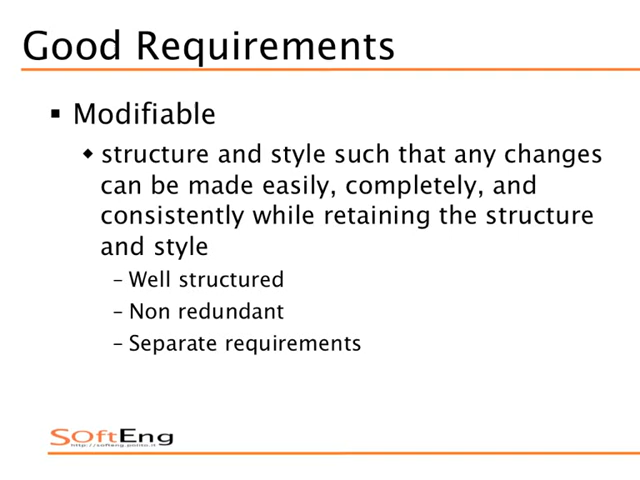 Good Requirements
▪ Modifiable
◆ structure and style such that any changes
can be made easily, completely, and
consistently while retaining the structure
and style
– Well structured
– Non redundant
– Separate requirements
SoftEng
http://softeng.polito.it